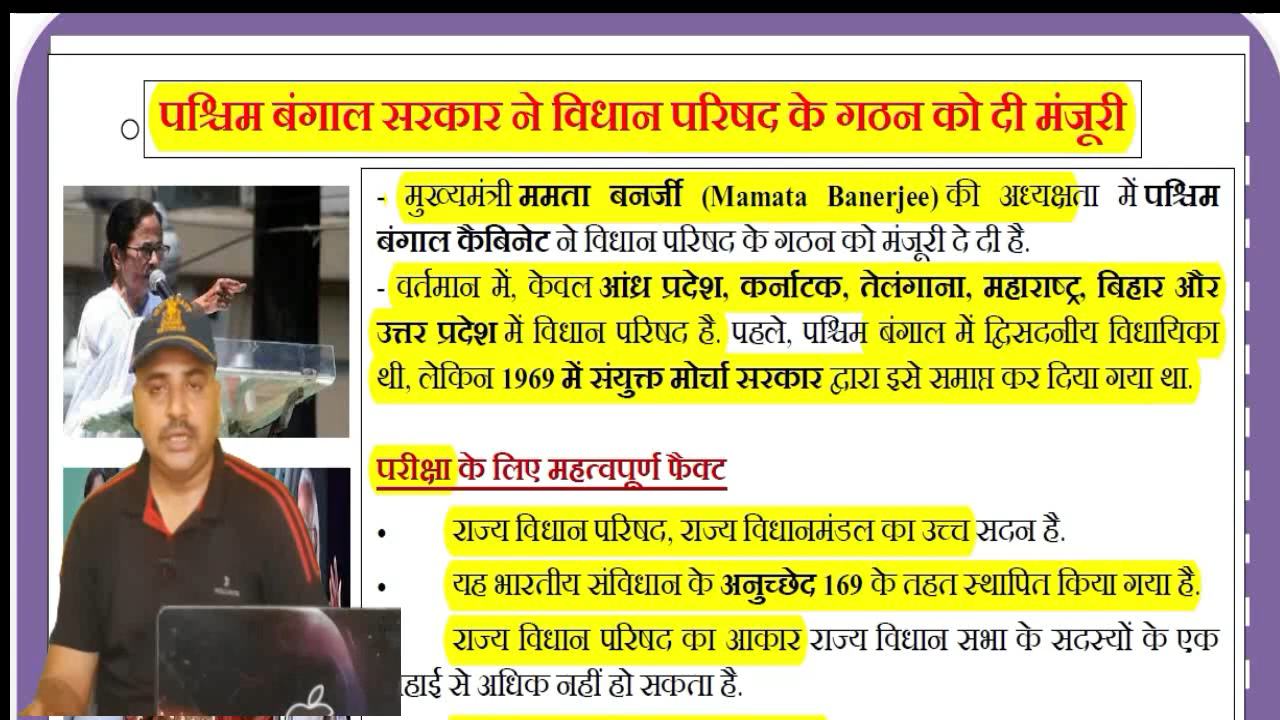 पश्चिम बंगाल सरकार ने विधान परिषद के गठन को दी मंजूरी
- मुख्यमंत्री ममता बनर्जी (Mamata Banerjee) की अध्यक्षता में पश्चिम
बंगाल कैबिनेट ने विधान परिषद के गठन को मंजूरी दे दी है.
- वर्तमान में, केवल आंध्र प्रदेश, कर्नाटक, तेलंगाना, महाराष्ट्र, बिहार और
उत्तर प्रदेश में विधान परिषद है. पहले, पश्चिम बंगाल में द्विसदनीय विधायिका
थी, लेकिन 1969 में संयुक्त मोर्चा सरकार द्वारा इसे समाप्त कर दिया गया था.
परीक्षा के लिए महत्वपूर्ण फैक्ट
• राज्य विधान परिषद, राज्य विधानमंडल का उच्च सदन है.
• यह भारतीय संविधान के अनुच्छेद 169 के तहत स्थापित किया गया है.
राज्य विधान परिषद का आकार राज्य विधान सभा के सदस्यों के एक
से अधिक नहीं हो सकता है.